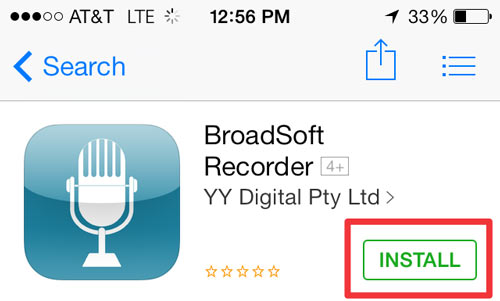 AT&T LTE 12:56 PM 33%
Search
BroadSoft
Recorder 4+
YY Digital Pty Ltd >
INSTALL